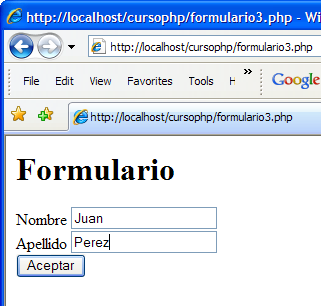 http://localhost/cursophp/formulario3.php - Wi
http://localhost/cursophp/formulario3.php
File Edit View Favorites Tools H » Google
http://localhost/cursophp/formulario3.php
Formulario
Nombre Juan
Apellido Perez
Aceptar